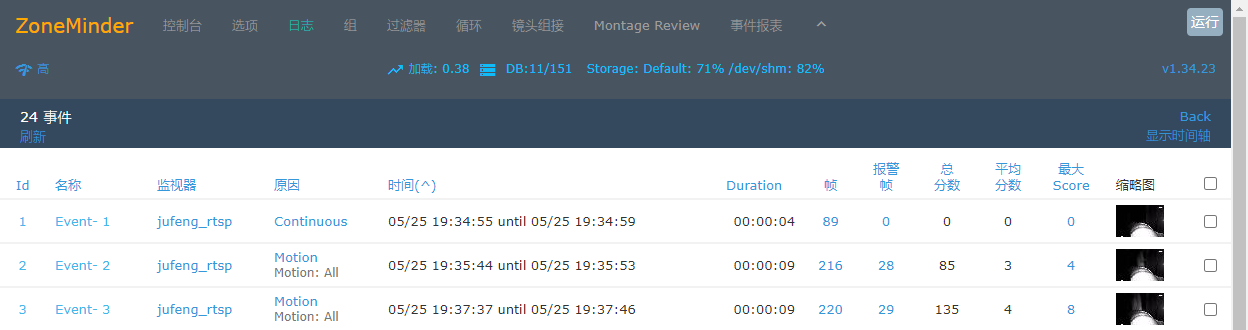 ZoneMinder 控制台 选项 日志 组 过滤器 循环 镜头组接 Montage Review 事件报表 运行
高 加载: 0.38 DB:11/151 Storage: Default: 71% /dev/shm: 82% v1.34.23
24 事件 Back
刷新 显示时间轴
Id 名称 监视器 原因 时间(^) Duration 帧 报警帧 总分数 平均分数 最大Score 缩略图
1 Event- 1 jufeng_rtsp Continuous 05/25 19:34:55 until 05/25 19:34:59 00:00:04 89 0 0 0 0
2 Event- 2 jufeng_rtsp Motion 05/25 19:35:44 until 05/25 19:35:53 00:00:09 216 28 85 3 4
Motion: All
3 Event- 3 jufeng_rtsp Motion 05/25 19:37:37 until 05/25 19:37:46 00:00:09 220 29 135 4 8
Motion: All